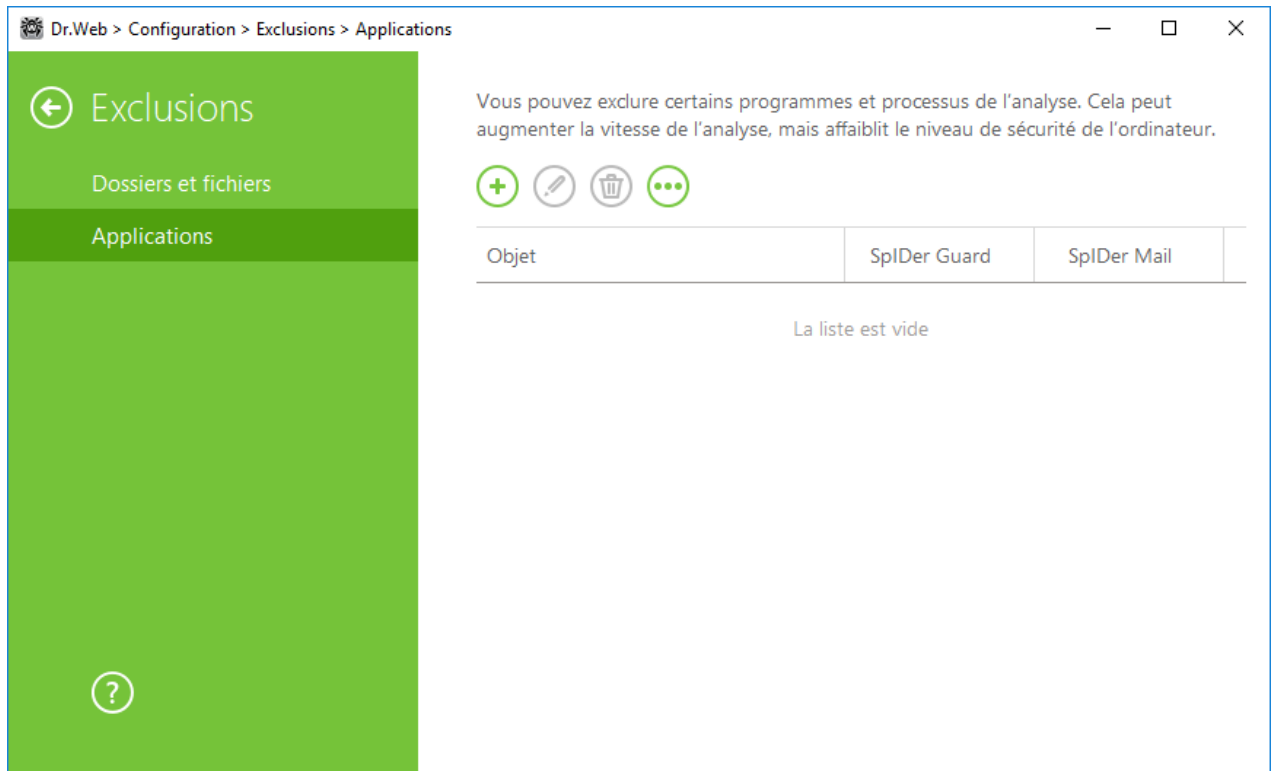 Dr.Web > Configuration > Exclusions > Applications
Exclusions
Dossiers et fichiers
Applications
Vous pouvez exclure certains programmes et processus de l’analyse. Cela peut
augmenter la vitesse de l’analyse, mais affaiblit le niveau de sécurité de l’ordinateur.
Objet SpIDer Guard SpIDer Mail
La liste est vide
?